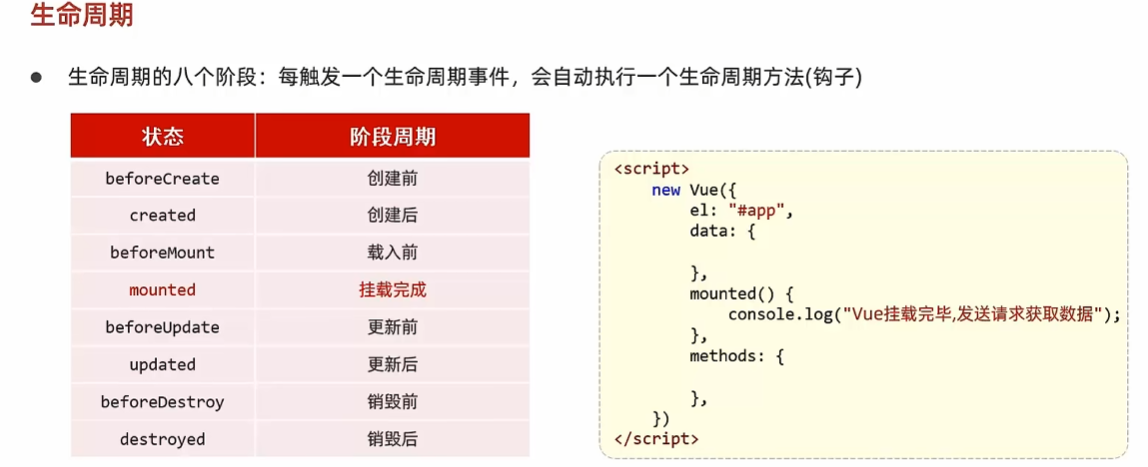 生命周期
● 生命周期的八个阶段：每触发一个生命周期事件，会自动执行一个生命周期方法(钩子)
状态 阶段周期
beforeCreate 创建前
created 创建后
beforeMount 载入前
mounted 挂载完成
beforeUpdate 更新前
updated 更新后
beforeDestroy 销毁前
destroyed 销毁后
<script>
new Vue({
el: "#app",
data: {
},
mounted() {
console.log("Vue挂载完毕,发送请求获取数据");
},
methods: {
},
})
</script>